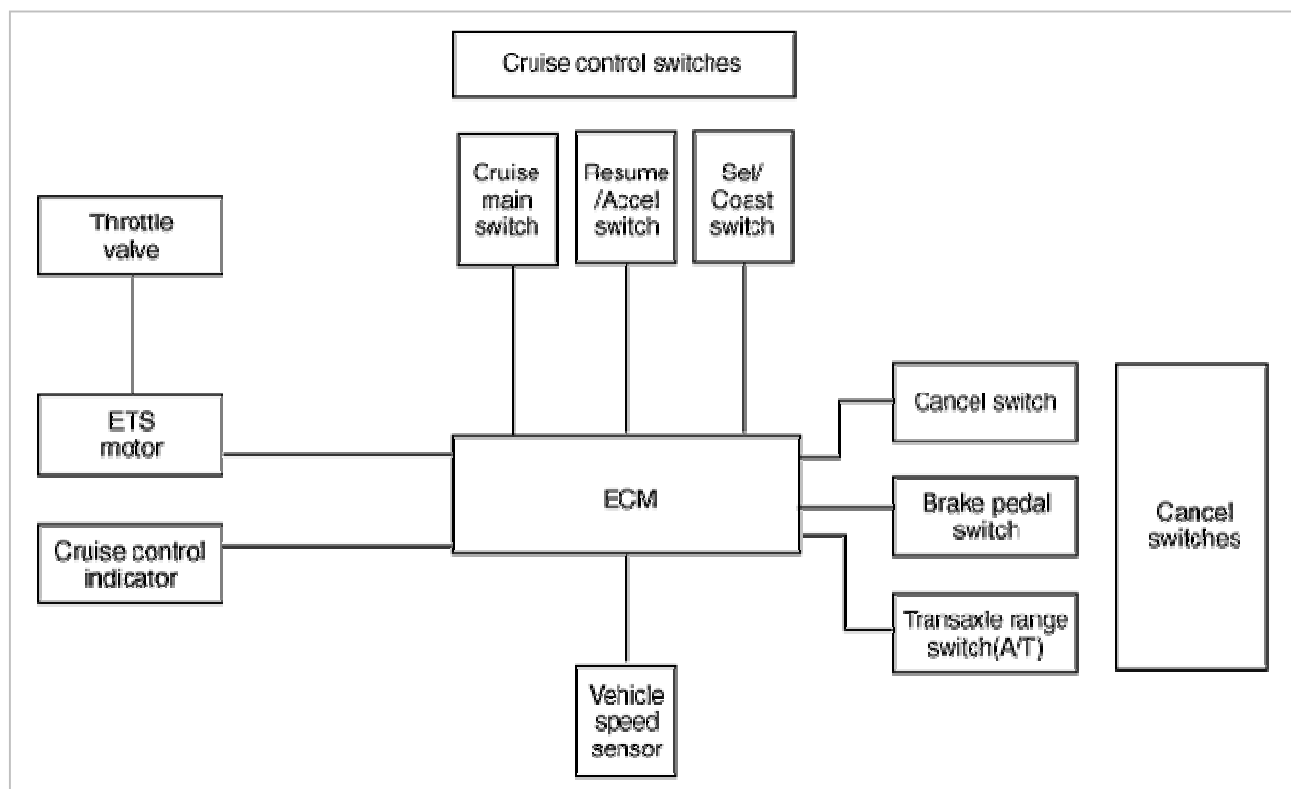 Cruise control switches
Cruise
main
switch
Resume
/Accel
switch
Set/
Coast
switch
Throttle
valve
ETS
motor
Cruise control
indicator
ECM
Cancel switch
Brake pedal
switch
Transaxle range
switch(A/T)
Cancel
switches
Vehicle
speed
sensor